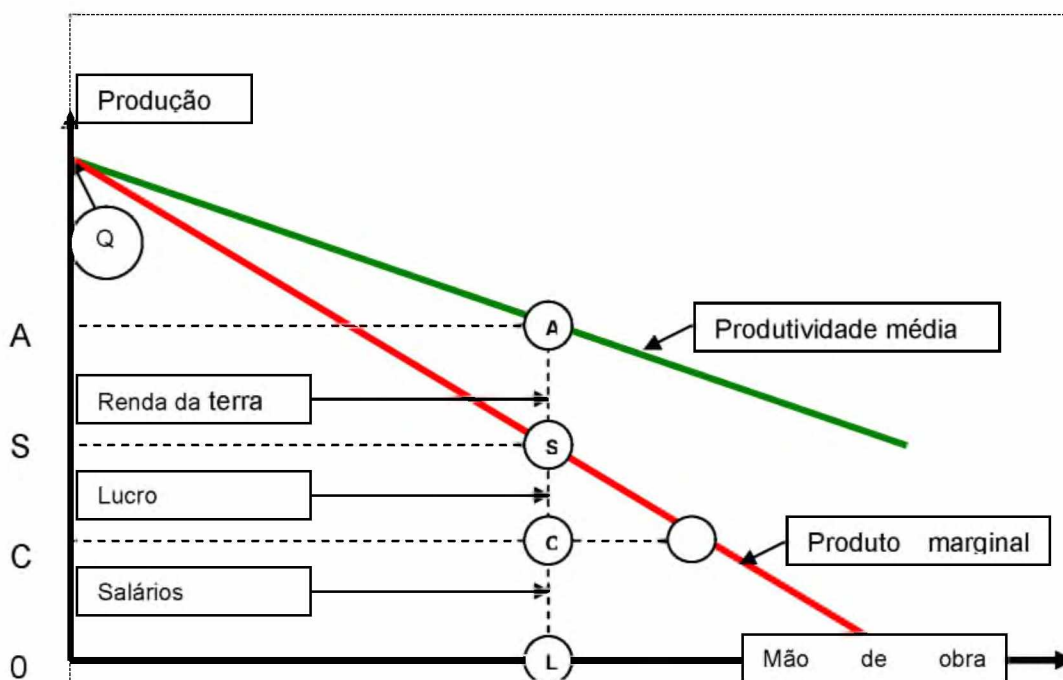 Produção
Q
A
A
Produtividade média
Renda da terra
S
S
Lucro
C
C
Produto marginal
Salários
0
L
Mão de obra